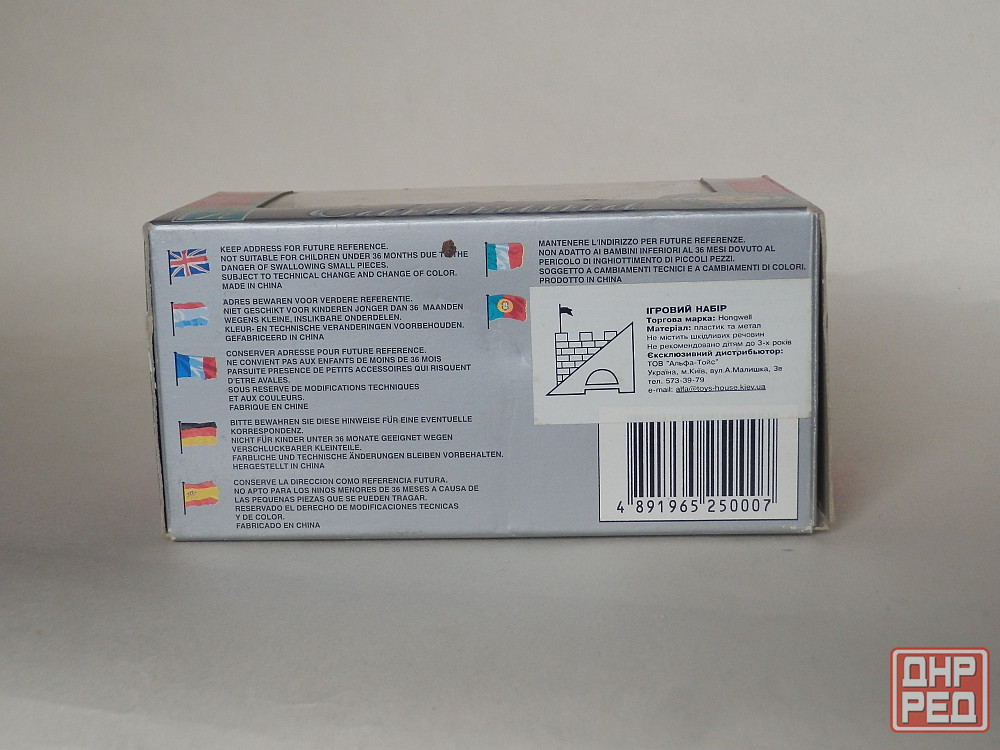 Cararama
KEEP ADDRESS FOR FUTURE REFERENCE.
NOT SUITABLE FOR CHILDREN UNDER 36 MONTHS DUE TO THE
DANGER OF SWALLOWING SMALL PIECES.
SUBJECT TO TECHNICAL CHANGE AND CHANGE OF COLOR.
MADE IN CHINA
ADRES BEWAREN VOOR VERDERE REFERENTIE.
NIET GESCHIKT VOOR KINDEREN JONGER DAN 36 MAANDEN
WEGENS KLEINE, INSLIKBARE ONDERDELEN.
KLEUR- EN TECHNISCHE VERANDERINGEN VOORBEHOUDEN.
GEFABRICEERD IN CHINA
CONSERVER ADRESSE POUR FUTURE REFERENCE.
NE CONVIENT PAS AUX ENFANTS DE MOINS DE 36 MOIS
PARSUITE PRESENCE DE PETITS ACCESSOIRES QUI RISQUENT
D'ETRE AVALES.
SOUS RESERVE DE MODIFICATIONS TECHNIQUES
ET AUX COULEURS.
FABRIQUE EN CHINE
BITTE BEWAHREN SIE DIESE HINWEISE FÜR EINE EVENTUELLE
KORRESPONDENZ.
NICHT FÜR KINDER UNTER 36 MONATE GEEIGNET WEGEN
VERSCHLUCKBARER KLEINTEILE.
FARBLICHE UND TECHNISCHE ÄNDERUNGEN BLEIBEN VORBEHALTEN.
HERGESTELLT IN CHINA
CONSERVE LA DIRECCION COMO REFERENCIA FUTURA.
NO APTO PARA LOS NINOS MENORES DE 36 MESES A CAUSA DE
LAS PEQUENAS PIEZAS QUE SE PUEDEN TRAGAR.
RESERVADO EL DERECHO DE MODIFICACIONES TECNICAS
Y DE COLOR.
FABRICADO EN CHINA
MANTENERE L'INDIRIZZO PER FUTURE REFERENZE.
NON ADATTO AI BAMBINI INFERIORI AL 36 MESI DOVUTO AL
PERICOLO DI INGHIOTTIMENTO DI PICCOLI PEZZI.
SOGGETTO A CAMBIAMENTI TECNICI E A CAMBIAMENTI DI COLORI.
PRODOTTO IN CHINA
ІГРОВИЙ НАБІР
Торгова марка: Hongwell
Матеріал: пластик та метал
Не містить шкідливих речовин
Не рекомендовано дітям до 3-х років
Ексклюзивний дистрибьютор:
ТОВ "Альфа-Тойс"
Україна, м.Київ, вул.А.Малишка, 3в
тел. 573-39-79
e-mail: alfa@toys-house.kiev.ua
4 891965 250007
ДНР
РЕД